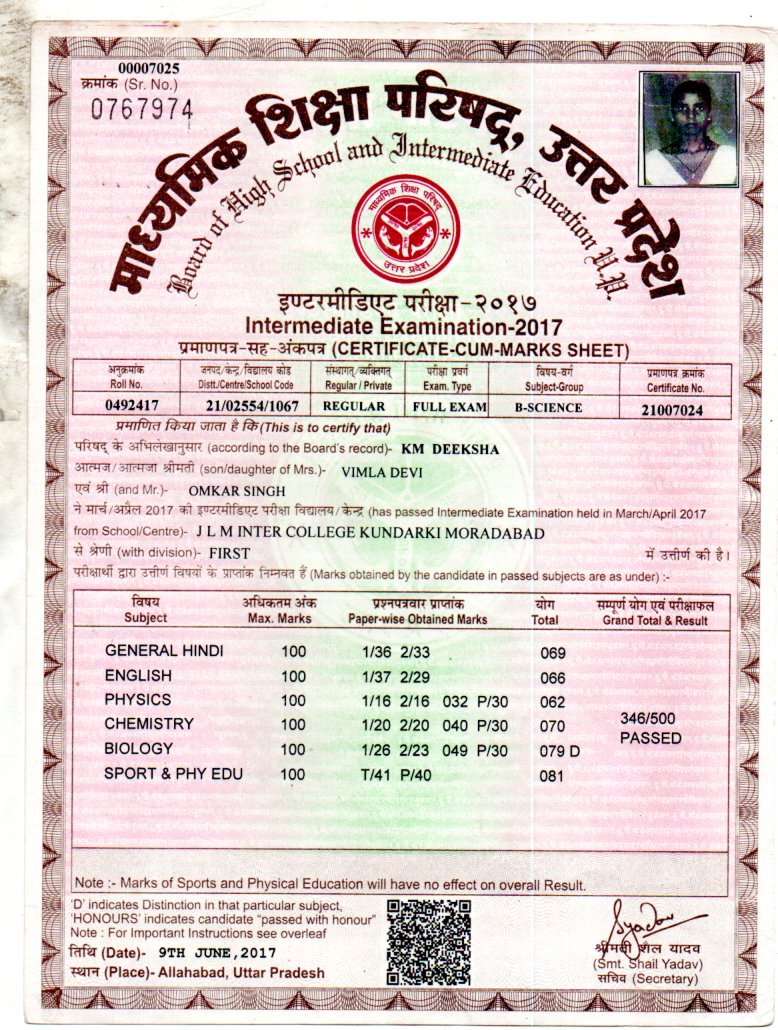 00007025
क्रमांक (Sr. No.)
0767974
माध्यमिक शिक्षा परिषद्, उत्तर प्रदेश
Board of High School and Intermediate Education U.P.
माध्यमिक शिक्षा परिषद्
उत्तर प्रदेश
इण्टरमीडिएट परीक्षा-२०१७
Intermediate Examination-2017
प्रमाणपत्र-सह-अंकपत्र (CERTIFICATE-CUM-MARKS SHEET)
अनुक्रमांक जनपद/केन्द्र/विद्यालय कोड संस्थागत/व्यक्तिगत् परीक्षा प्रवर्ग विषय-वर्ग प्रमाणपत्र क्रमांक
Roll No. Distt./Centre/School Code Regular / Private Exam. Type Subject-Group Certificate No.
0492417 21/02554/1067 REGULAR FULL EXAM B-SCIENCE 21007024
प्रमाणित किया जाता है कि (This is to certify that)
परिषद् के अभिलेखानुसार (according to the Board's record)- KM DEEKSHA
आत्मज/आत्मजा श्रीमती (son/daughter of Mrs.)- VIMLA DEVI
एवं श्री (and Mr.)- OMKAR SINGH
ने मार्च/अप्रैल 2017 की इण्टरमीडिएट परीक्षा विद्यालय/केन्द्र (has passed Intermediate Examination held in March/April 2017
from School/Centre)- J L M INTER COLLEGE KUNDARKI MORADABAD
से श्रेणी (with division)- FIRST में उत्तीर्ण की है।
परीक्षार्थी द्वारा उत्तीर्ण विषयों के प्राप्तांक निम्नवत हैं (Marks obtained by the candidate in passed subjects are as under) :-
विषय अधिकतम अंक प्रश्नपत्रवार प्राप्तांक योग सम्पूर्ण योग एवं परीक्षाफल
Subject Max. Marks Paper-wise Obtained Marks Total Grand Total & Result
GENERAL HINDI 100 1/36 2/33 069
ENGLISH 100 1/37 2/29 066
PHYSICS 100 1/16 2/16 032 P/30 062
CHEMISTRY 100 1/20 2/20 040 P/30 070 346/500
PASSED
BIOLOGY 100 1/26 2/23 049 P/30 079 D
SPORT & PHY EDU 100 T/41 P/40 081
Note :- Marks of Sports and Physical Education will have no effect on overall Result.
'D' indicates Distinction in that particular subject,
'HONOURS' indicates candidate "passed with honour"
Note : For Important Instructions see overleaf
तिथि (Date)- 9TH JUNE,2017
स्थान (Place)- Allahabad, Uttar Pradesh
श्रीमती शैल यादव
(Smt. Shail Yadav)
सचिव (Secretary)